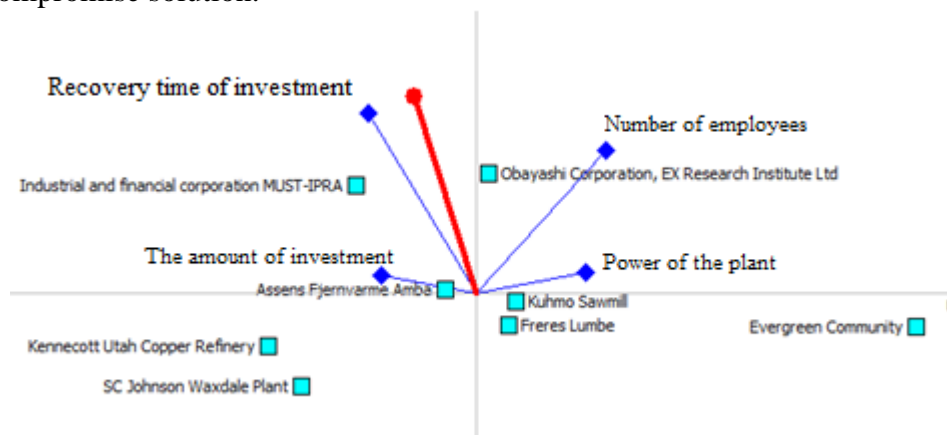 ompromise solution.
Recovery time of investment
Number of employees
Obayashi Corporation, EX Research Institute Ltd
Industrial and financial corporation MUST-IPRA
The amount of investment
Power of the plant
Assens Fjernvarme Amba
Kuhmo Sawmill
Freres Lumbe
Evergreen Community
Kennecott Utah Copper Refinery
SC Johnson Waxdale Plant